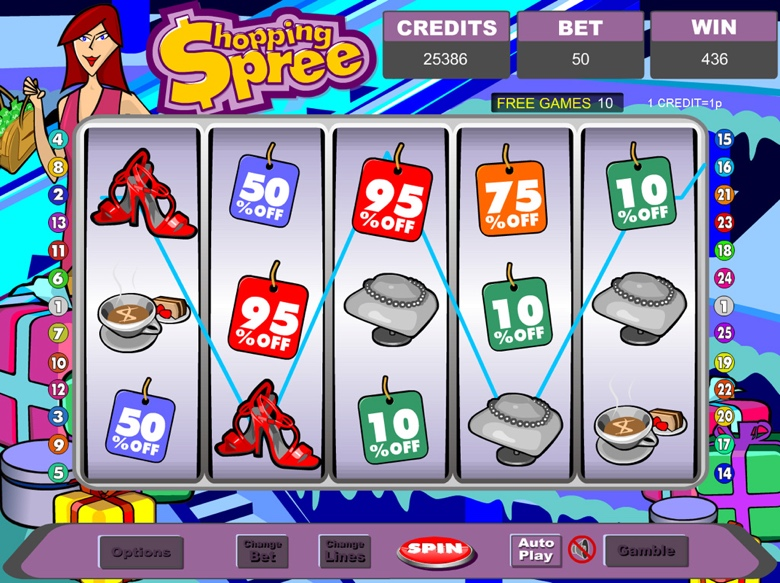 $hopping
$pree
CREDITS
25386
BET
50
WIN
436
FREE GAMES 10
1 CREDIT=1p
4
8
2
13
11
6
1
7
10
12
3
9
5
50
%OFF
95
%OFF
75
%OFF
10
%OFF
95
%OFF
10
%OFF
50
%OFF
10
%OFF
15
16
21
23
18
24
1
25
19
22
20
17
14
Options
Change
Bet
Change
Lines
SPIN
Auto
Play
Gamble